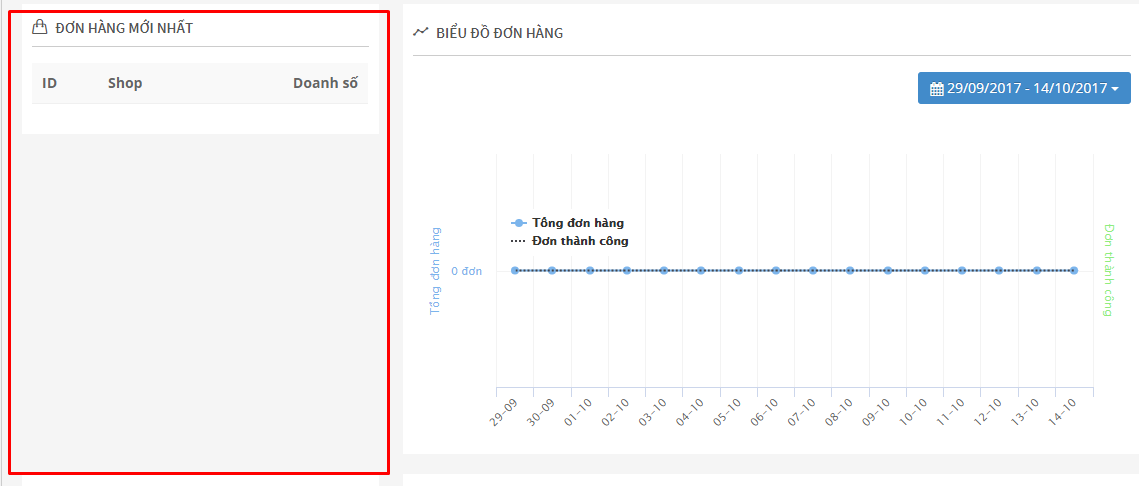 ĐƠN HÀNG MỚI NHẤT
ID Shop Doanh số
BIỂU ĐỒ ĐƠN HÀNG
29/09/2017 - 14/10/2017
Tổng đơn hàng
Đơn thành công
Tổng đơn hàng
0 đơn
Đơn thành công
29-09 30-09 01-10 02-10 03-10 04-10 05-10 06-10 07-10 08-10 09-10 10-10 11-10 12-10 13-10 14-10